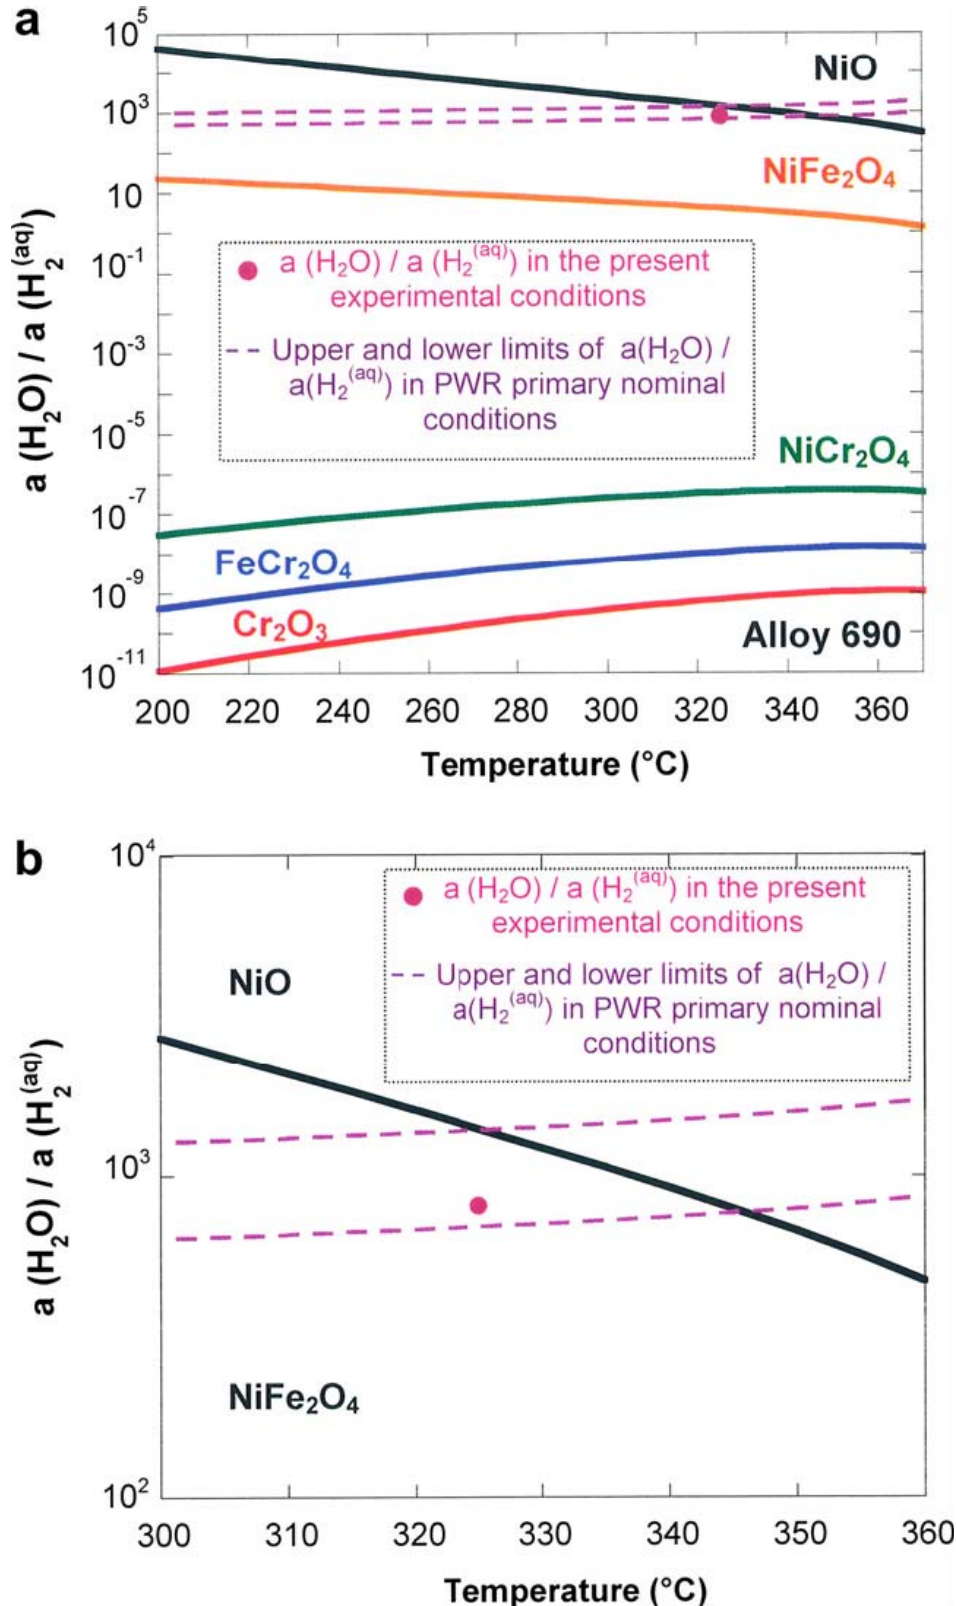 a
10^5
10^3
10
10^-1
10^-3
10^-5
10^-7
10^-9
10^-11
a (H₂O) / a (H₂^(aq))
NiO
NiFe₂O₄
a (H₂O) / a (H₂^(aq)) in the present
experimental conditions
Upper and lower limits of a(H₂O) /
a(H₂^(aq)) in PWR primary nominal
conditions
NiCr₂O₄
FeCr₂O₄
Cr₂O₃
Alloy 690
200 220 240 260 280 300 320 340 360
Temperature (°C)
b
10^4
10^3
10^2
a (H₂O) / a (H₂^(aq))
a (H₂O) / a (H₂^(aq)) in the present
experimental conditions
Upper and lower limits of a(H₂O) /
a(H₂^(aq)) in PWR primary nominal
conditions
NiO
NiFe₂O₄
300 310 320 330 340 350 360
Temperature (°C)